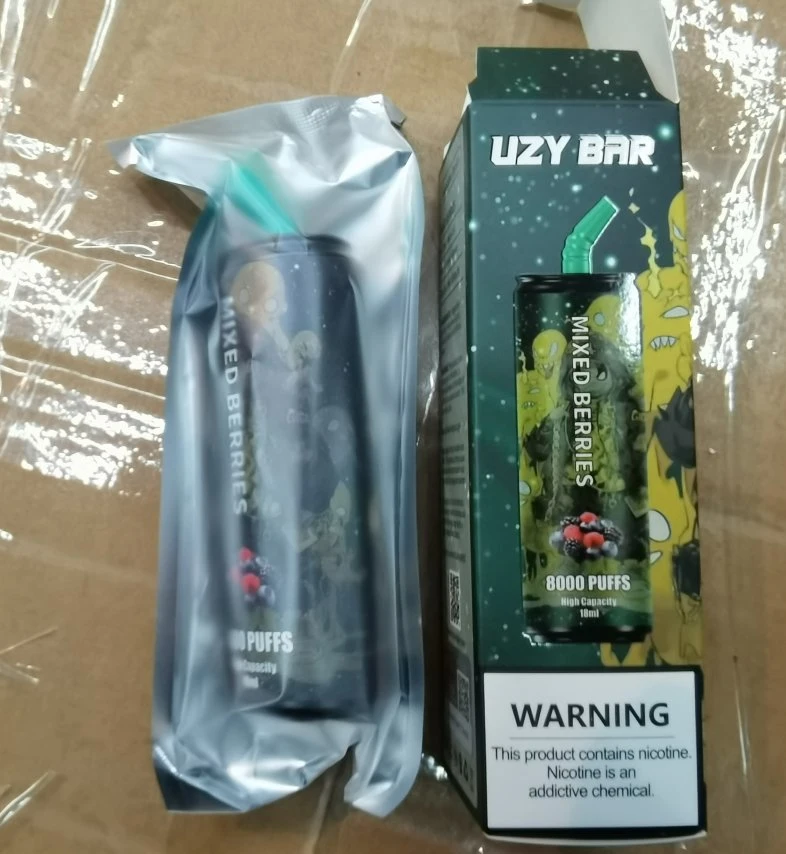 MIXED BERRIES
PUFFS
Capacity
UZY BAR
MIXED BERRIES
8000 PUFFS
High Capacity
18ml
WARNING
This product contains nicotine.
Nicotine is an
addictive chemical.